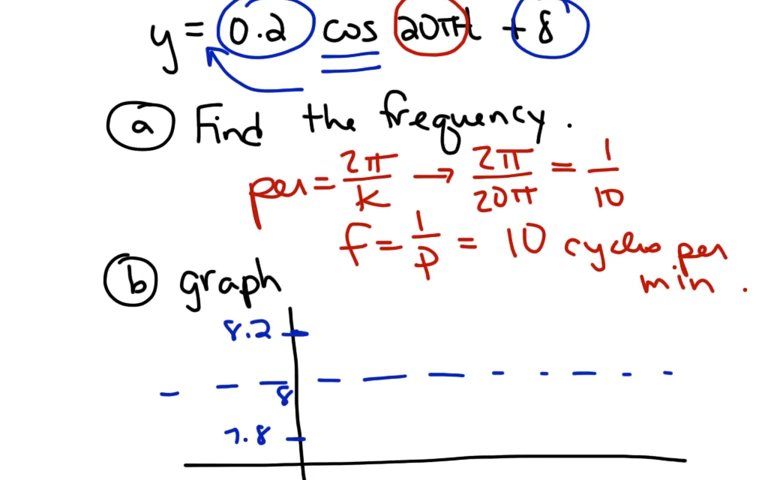 y = 0.2 cos 20πt + 8
a Find the frequency.
per = 2π/k → 2π/20π = 1/10
f = 1/p = 10 cycles per
min.
b graph
8.2
8
7.8